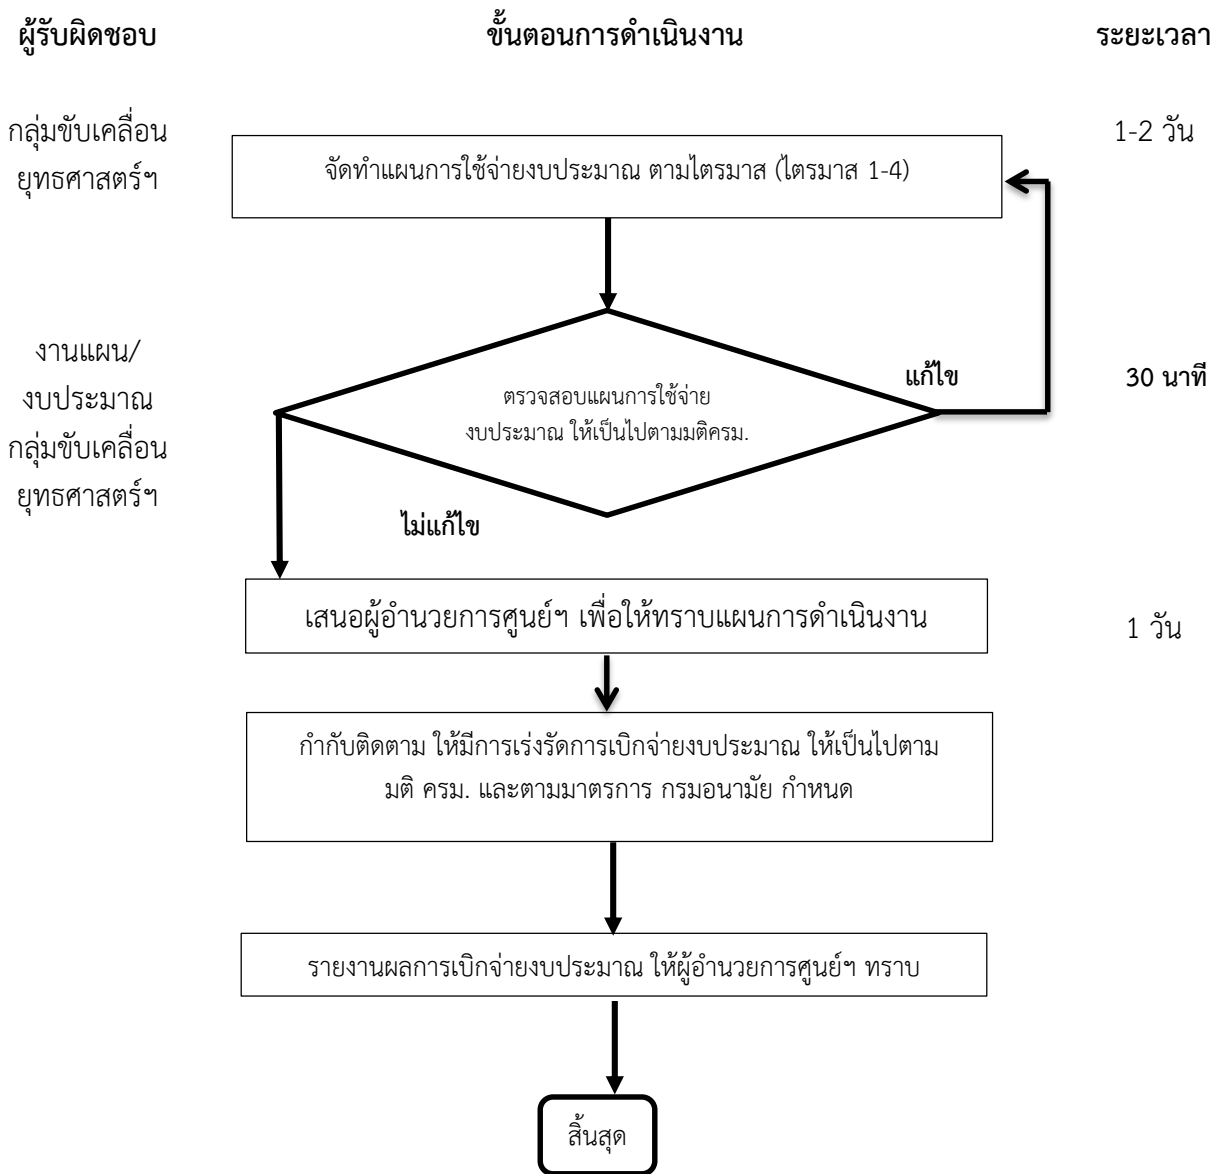 ผู้รับผิดชอบ ขั้นตอนการดำเนินงาน ระยะเวลา
กลุ่มขับเคลื่อน
ยุทธศาสตร์ฯ
จัดทำแผนการใช้จ่ายงบประมาณ ตามไตรมาส (ไตรมาส 1-4)
1-2 วัน
งานแผน/
งบประมาณ
กลุ่มขับเคลื่อน
ยุทธศาสตร์ฯ
ตรวจสอบแผนการใช้จ่าย
งบประมาณ ให้เป็นไปตามมติครม.
แก้ไข
30 นาที
ไม่แก้ไข
เสนอผู้อำนวยการศูนย์ฯ เพื่อให้ทราบแผนการดำเนินงาน
1 วัน
กำกับติดตาม ให้มีการเร่งรัดการเบิกจ่ายงบประมาณ ให้เป็นไปตาม
มติ ครม. และตามมาตรการ กรมอนามัย กำหนด
รายงานผลการเบิกจ่ายงบประมาณ ให้ผู้อำนวยการศูนย์ฯ ทราบ
สิ้นสุด